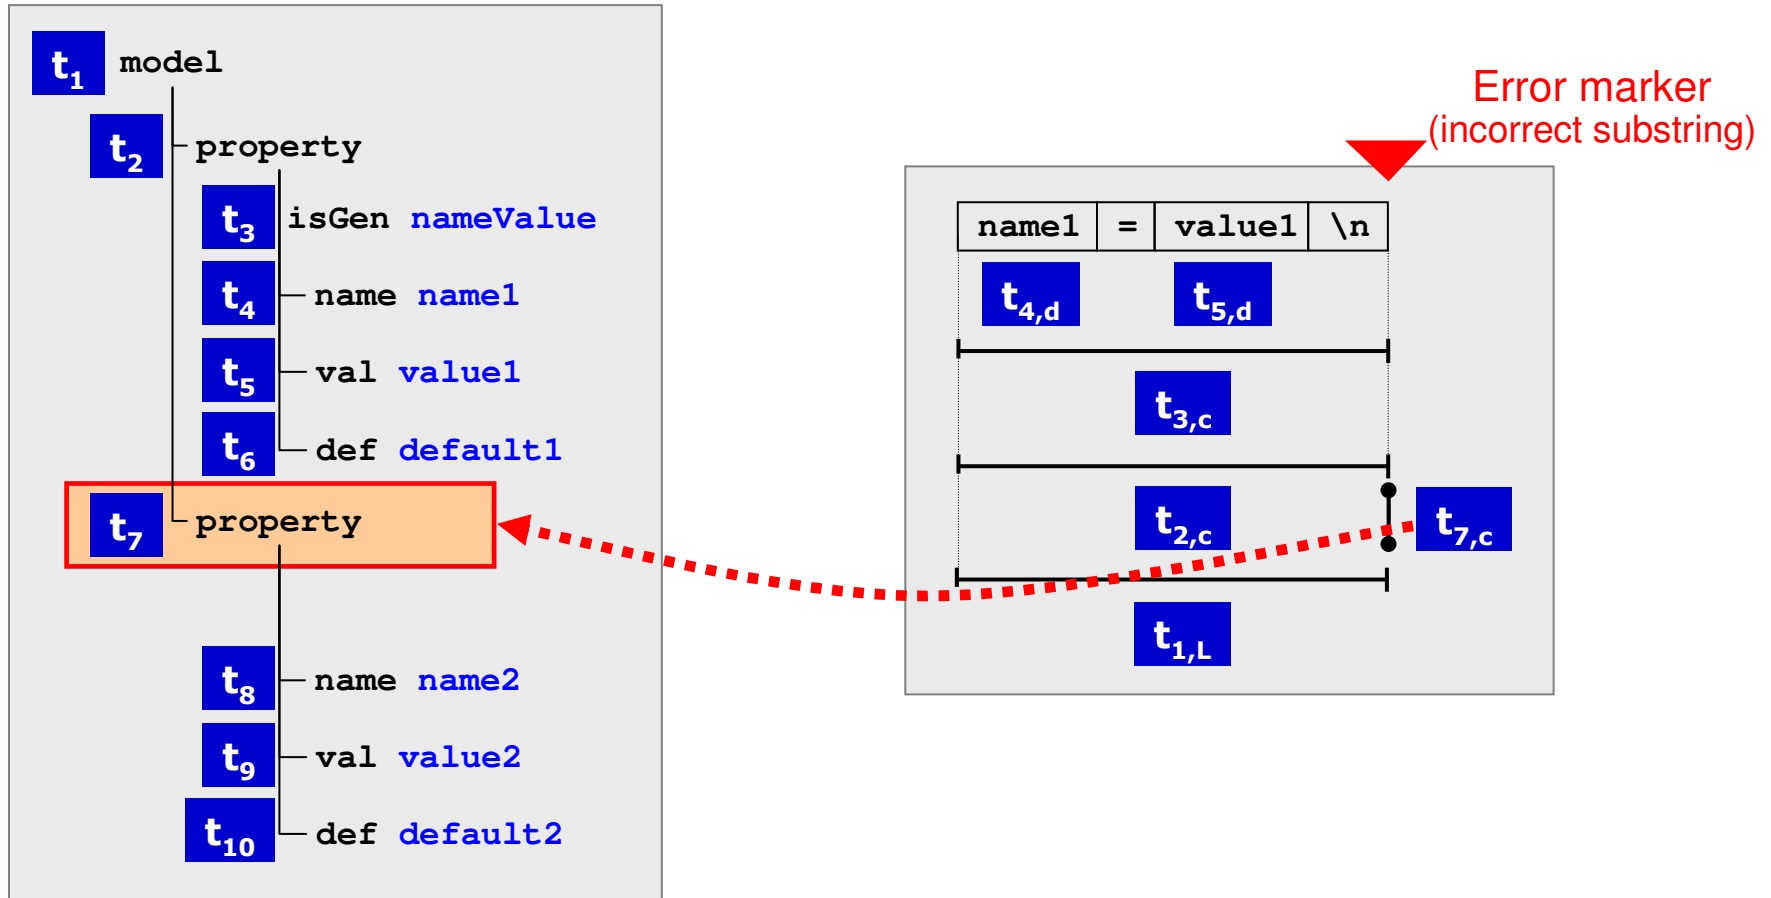 t1 model
t2 property
t3 isGen nameValue
t4 name name1
t5 val value1
t6 def default1
t7 property
t8 name name2
t9 val value2
t10 def default2
Error marker
(incorrect substring)
name1 = value1 \n
t4,d t5,d
t3,c
t2,c t7,c
t1,L